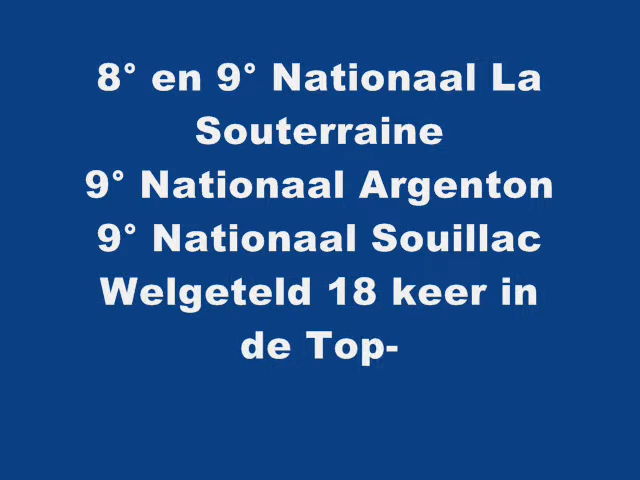 8° en 9° Nationaal La
Souterraine
9° Nationaal Argenton
9° Nationaal Souillac
Welgeteld 18 keer in
de Top-